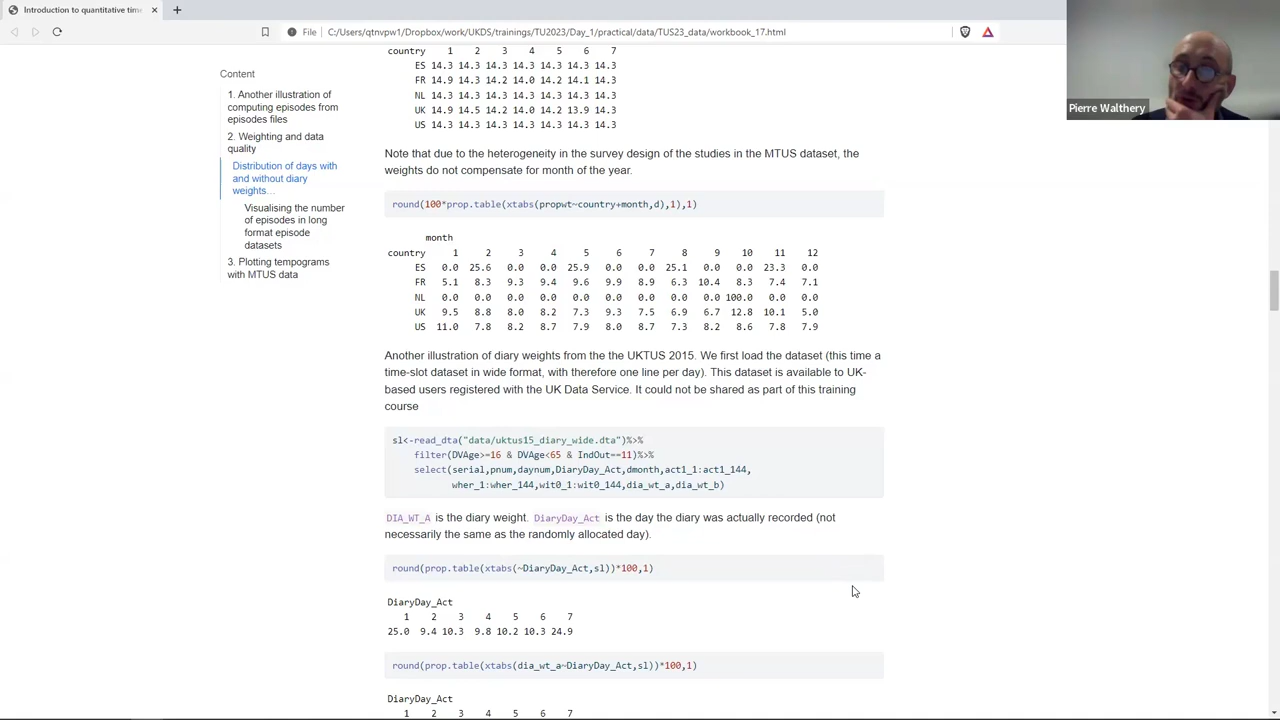 Introduction to quantitative tim
File
C:/Users/qtnvpw1/Dropbox/work/UKDS/trainings/TU2023/Day_1/practical/data/TUS23_data/workbook_17.html
Pierre Walthery
Content
1. Another illustration of
computing episodes from
episodes files
2. Weighting and data
quality
Distribution of days with
and without diary
weights…
Visualising the number
of episodes in long
format episode
datasets
3. Plotting tempograms
with MTUS data
country 1 2 3 4 5 6 7
ES 14.3 14.3 14.3 14.3 14.3 14.3 14.3
FR 14.9 14.3 14.2 14.0 14.2 14.1 14.3
NL 14.3 14.3 14.3 14.3 14.3 14.3 14.3
UK 14.9 14.5 14.2 14.0 14.2 13.9 14.3
US 14.3 14.3 14.3 14.3 14.3 14.3 14.3
Note that due to the heterogeneity in the survey design of the studies in the MTUS dataset, the
weights do not compensate for month of the year.
round(100*prop.table(xtabs(propwt~country+month,d),1),1)
month
country 1 2 3 4 5 6 7 8 9 10 11 12
ES 0.0 25.6 0.0 0.0 25.9 0.0 0.0 25.1 0.0 0.0 23.3 0.0
FR 5.1 8.3 9.3 9.4 9.6 9.9 8.9 6.3 10.4 8.3 7.4 7.1
NL 0.0 0.0 0.0 0.0 0.0 0.0 0.0 0.0 0.0 100.0 0.0 0.0
UK 9.5 8.8 8.0 8.2 7.3 9.3 7.5 6.9 6.7 12.8 10.1 5.0
US 11.0 7.8 8.2 8.7 7.9 8.0 8.7 7.3 8.2 8.6 7.8 7.9
Another illustration of diary weights from the the UKTUS 2015. We first load the dataset (this time a
time-slot dataset in wide format, with therefore one line per day). This dataset is available to UK-
based users registered with the UK Data Service. It could not be shared as part of this training
course
sl<-read_dta("data/uktus15_diary_wide.dta")%>%
filter(DVAge>=16 & DVAge<65 & IndOut==11)%>%
select(serial,pnum,daynum,DiaryDay_Act,dmonth,act1_1:act1_144,
wher_1:wher_144,wit0_1:wit0_144,dia_wt_a,dia_wt_b)
DIA_WT_A is the diary weight. DiaryDay_Act is the day the diary was actually recorded (not
necessarily the same as the randomly allocated day).
round(prop.table(xtabs(~DiaryDay_Act,sl))*100,1)
DiaryDay_Act
1 2 3 4 5 6 7
25.0 9.4 10.3 9.8 10.2 10.3 24.9
round(prop.table(xtabs(dia_wt_a~DiaryDay_Act,sl))*100,1)
DiaryDay_Act
1 2 3 4 5 6 7